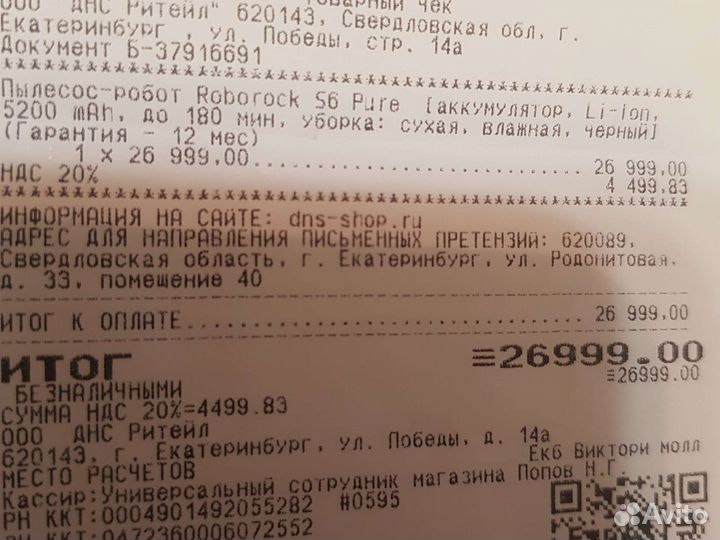 ООО "ДНС Ритейл" 620143, Свердловская обл, г.
Екатеринбург , ул. Победы, стр. 14а
Документ Б-37916691
Пылесос-робот Roborock S6 Pure [аккумулятор, Li-ion,
5200 mAh, до 180 мин, уборка: сухая, влажная, черный]
(Гарантия - 12 мес)
1 x 26 999,00 26 999,00
НДС 20% 4 499,83
ИНФОРМАЦИЯ НА САЙТЕ: dns-shop.ru
АДРЕС ДЛЯ НАПРАВЛЕНИЯ ПИСЬМЕННЫХ ПРЕТЕНЗИЙ: 620089,
Свердловская область, г. Екатеринбург, ул. Родонитовая,
д. 33, помещение 40
ИТОГ К ОПЛАТЕ 26 999,00
ИТОГ ≡26999.00
БЕЗНАЛИЧНЫМИ ≡26999.00
СУММА НДС 20%=4499.83
ООО ДНС Ритейл
620143, г. Екатеринбург, ул. Победы, д. 14а
МЕСТО РАСЧЕТОВ Екб Виктори молл
Кассир:Универсальный сотрудник магазина Попов Н.Г.
РН ККТ:0004901492055282 #0595
0472360006072552
Avito